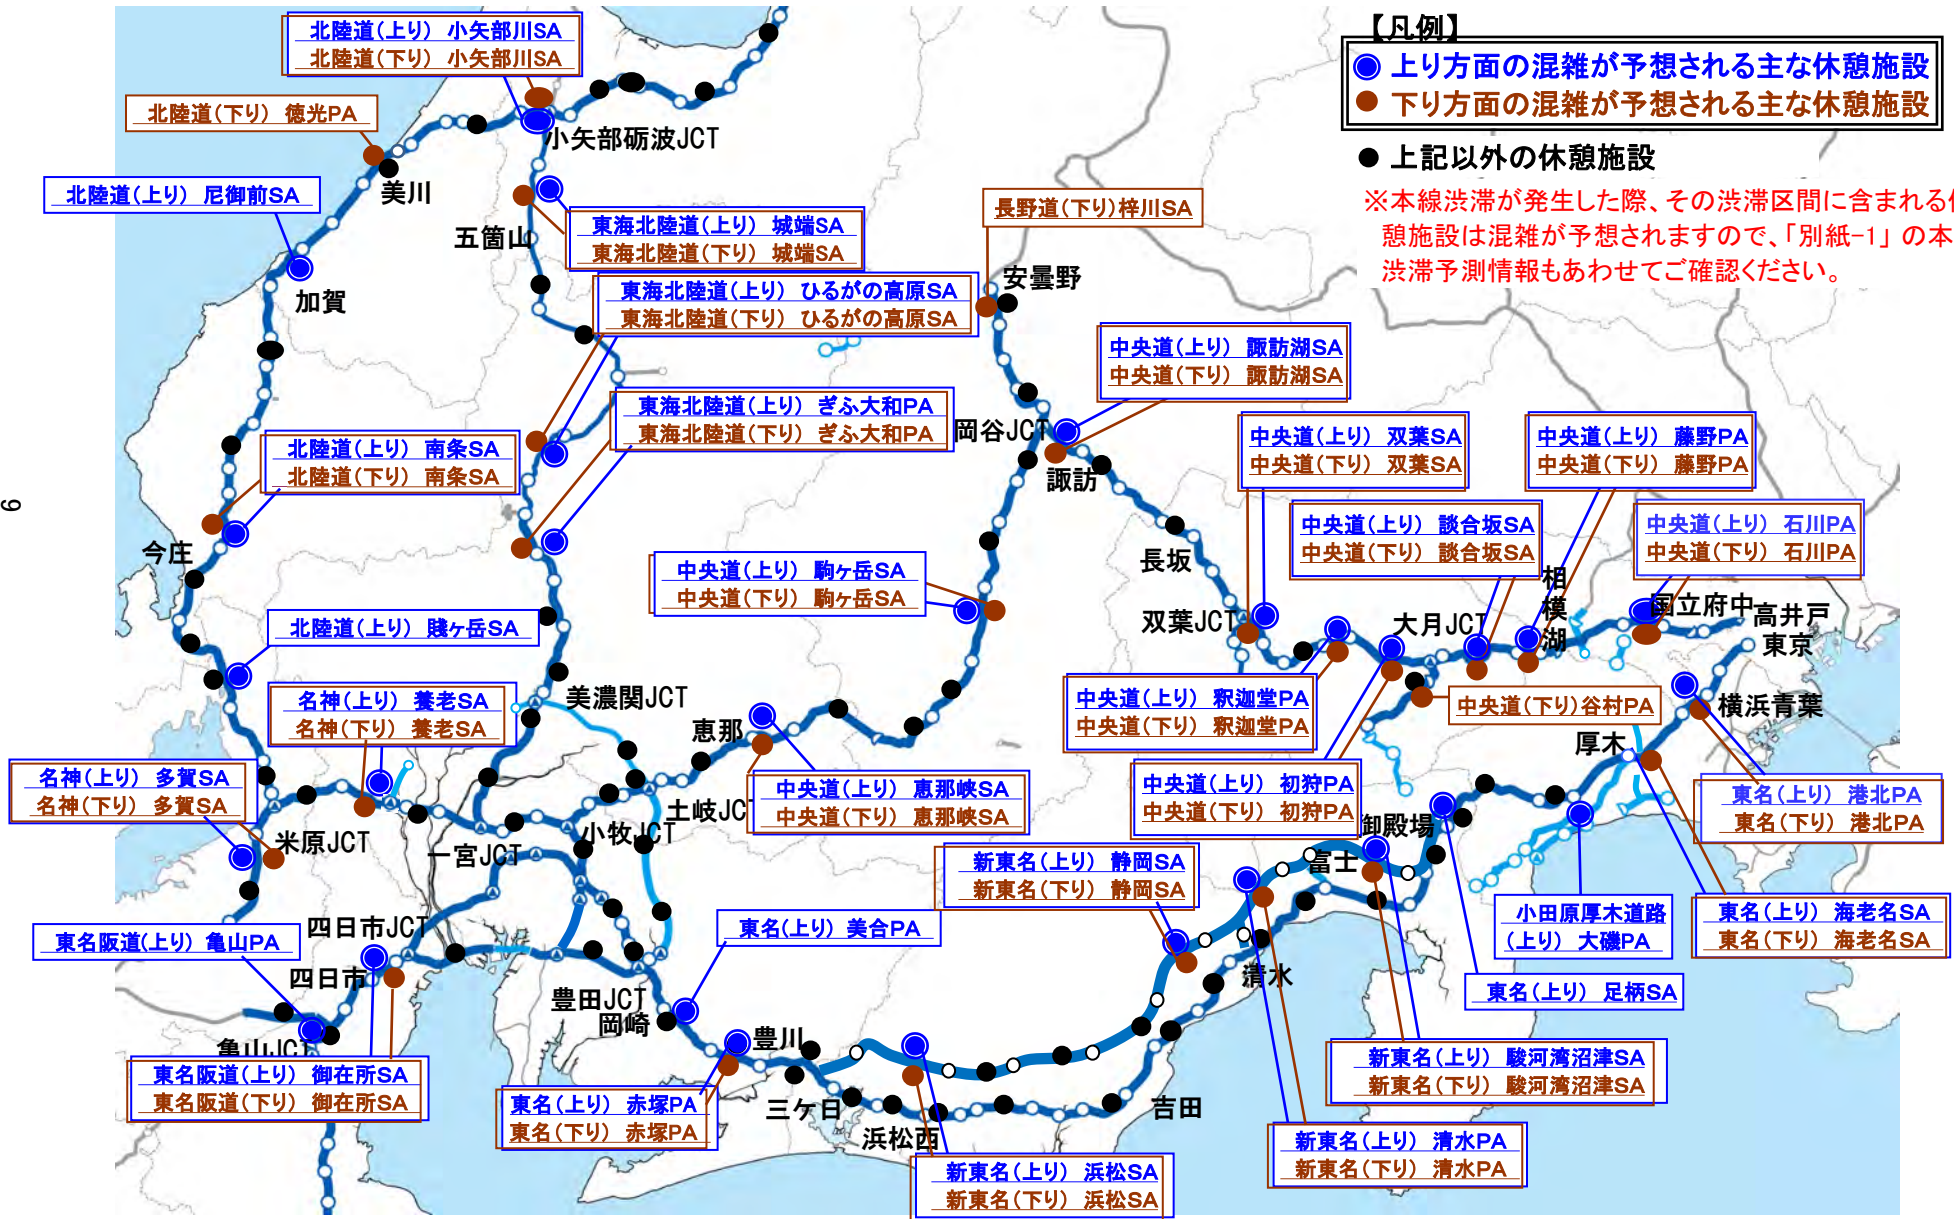 【凡例】
上り方面の混雑が予想される主な休憩施設
下り方面の混雑が予想される主な休憩施設
上記以外の休憩施設
※本線渋滞が発生した際、その渋滞区間に含まれる
憩施設は混雑が予想されますので、「別紙-1」の本
渋滞予測情報もあわせてご確認ください。
北陸道(上り) 小矢部川SA
北陸道(下り) 小矢部川SA
北陸道(下り) 徳光PA
小矢部砺波JCT
美川
北陸道(上り) 尼御前SA
五箇山
東海北陸道(上り) 城端SA
東海北陸道(下り) 城端SA
長野道(下り)梓川SA
安曇野
加賀
東海北陸道(上り) ひるがの高原SA
東海北陸道(下り) ひるがの高原SA
中央道(上り) 諏訪湖SA
中央道(下り) 諏訪湖SA
東海北陸道(上り) ぎふ大和PA
東海北陸道(下り) ぎふ大和PA
岡谷JCT
諏訪
北陸道(上り) 南条SA
北陸道(下り) 南条SA
中央道(上り) 双葉SA
中央道(下り) 双葉SA
中央道(上り) 藤野PA
中央道(下り) 藤野PA
中央道(上り) 談合坂SA
中央道(下り) 談合坂SA
中央道(上り) 石川PA
中央道(下り) 石川PA
9
今庄
長坂
中央道(上り) 駒ヶ岳SA
中央道(下り) 駒ヶ岳SA
相模湖
国立府中
高井戸
東京
双葉JCT
大月JCT
北陸道(上り) 賤ヶ岳SA
美濃関JCT
名神(上り) 養老SA
名神(下り) 養老SA
恵那
中央道(上り) 釈迦堂PA
中央道(下り) 釈迦堂PA
中央道(下り)谷村PA
横浜青葉
厚木
名神(上り) 多賀SA
名神(下り) 多賀SA
中央道(上り) 恵那峡SA
中央道(下り) 恵那峡SA
中央道(上り) 初狩PA
中央道(下り) 初狩PA
東名(上り) 港北PA
東名(下り) 港北PA
土岐JCT
米原JCT
小牧JCT
一宮JCT
御殿場
富士
新東名(上り) 静岡SA
新東名(下り) 静岡SA
小田原厚木道路
(上り) 大磯PA
東名(上り) 海老名SA
東名(下り) 海老名SA
四日市JCT
東名阪道(上り) 亀山PA
東名(上り) 美合PA
四日市
清水
東名(上り) 足柄SA
豊田JCT
岡崎
亀山JCT
豊川
東名阪道(上り) 御在所SA
東名阪道(下り) 御在所SA
新東名(上り) 駿河湾沼津SA
新東名(下り) 駿河湾沼津SA
東名(上り) 赤塚PA
東名(下り) 赤塚PA
三ケ日
浜松西
吉田
新東名(上り) 清水PA
新東名(下り) 清水PA
新東名(上り) 浜松SA
新東名(下り) 浜松SA